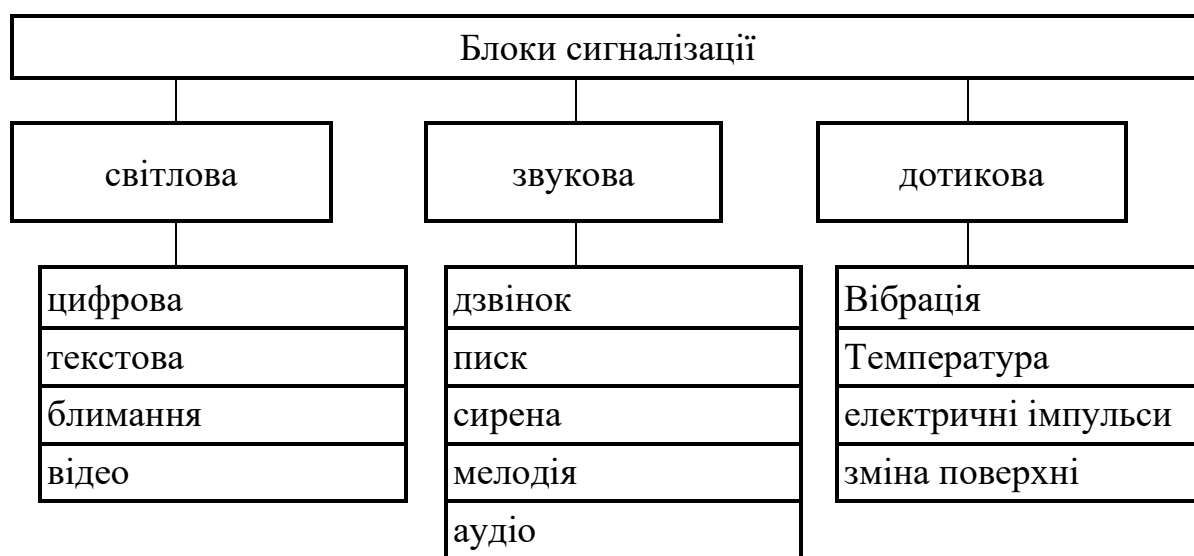 Блоки сигналізації
світлова
звукова
дотикова
цифрова
текстова
блимання
відео
дзвінок
писк
сирена
мелодія
аудіо
Вібрація
Температура
електричні імпульси
зміна поверхні